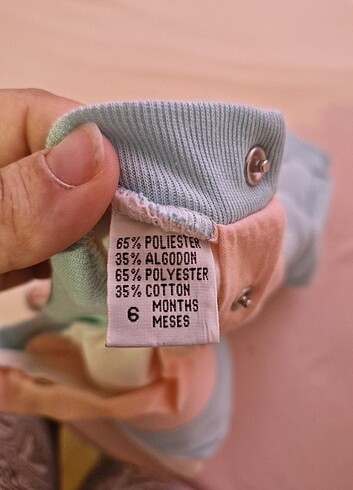 65% POLIESTER
35% ALGODON
65% POLYESTER
35% COTTON
6 MONTHS
MESES